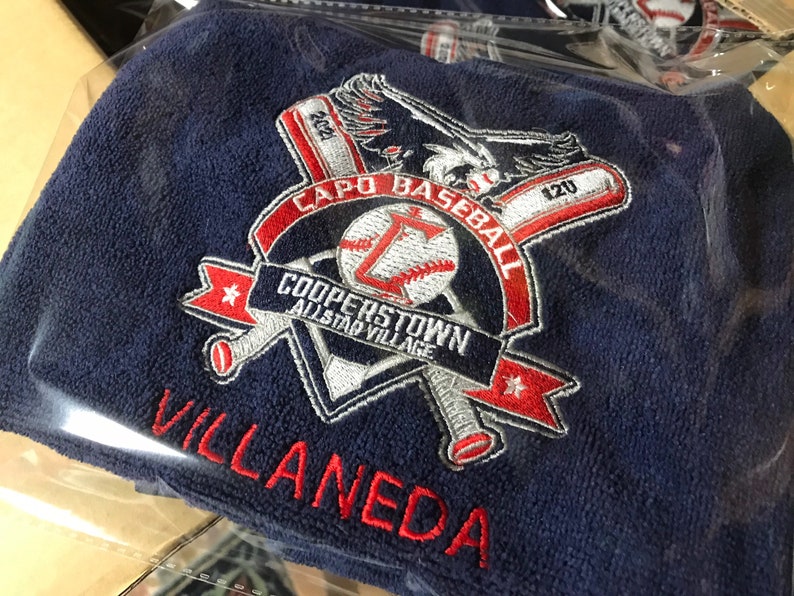 2021
12U
CAPO BASEBALL
C
COOPERSTOWN
ALLSTAR VILLAGE
VILLANEDA